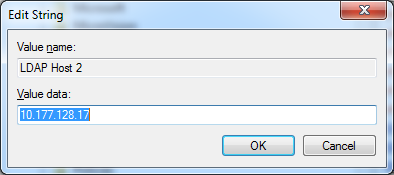 Edit String
Value name:
LDAP Host 2
Value data:
10.177.128.17
OK
Cancel